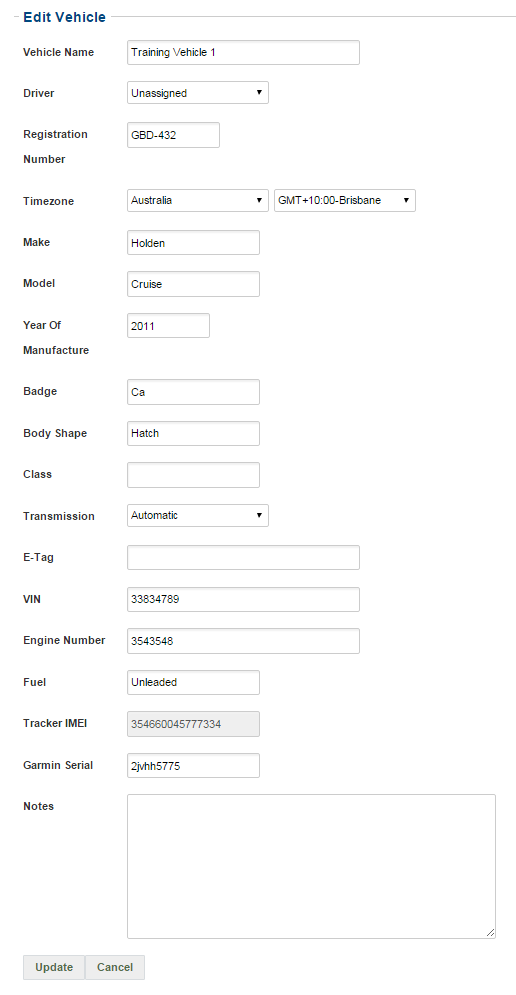 Edit Vehicle
Vehicle Name Training Vehicle 1
Driver Unassigned
Registration Number GBD-432
Timezone Australia GMT+10:00-Brisbane
Make Holden
Model Cruise
Year Of Manufacture 2011
Badge Ca
Body Shape Hatch
Class
Transmission Automatic
E-Tag
VIN 33834789
Engine Number 3543548
Fuel Unleaded
Tracker IMEI 354660045777334
Garmin Serial 2jvhh5775
Notes
Update Cancel